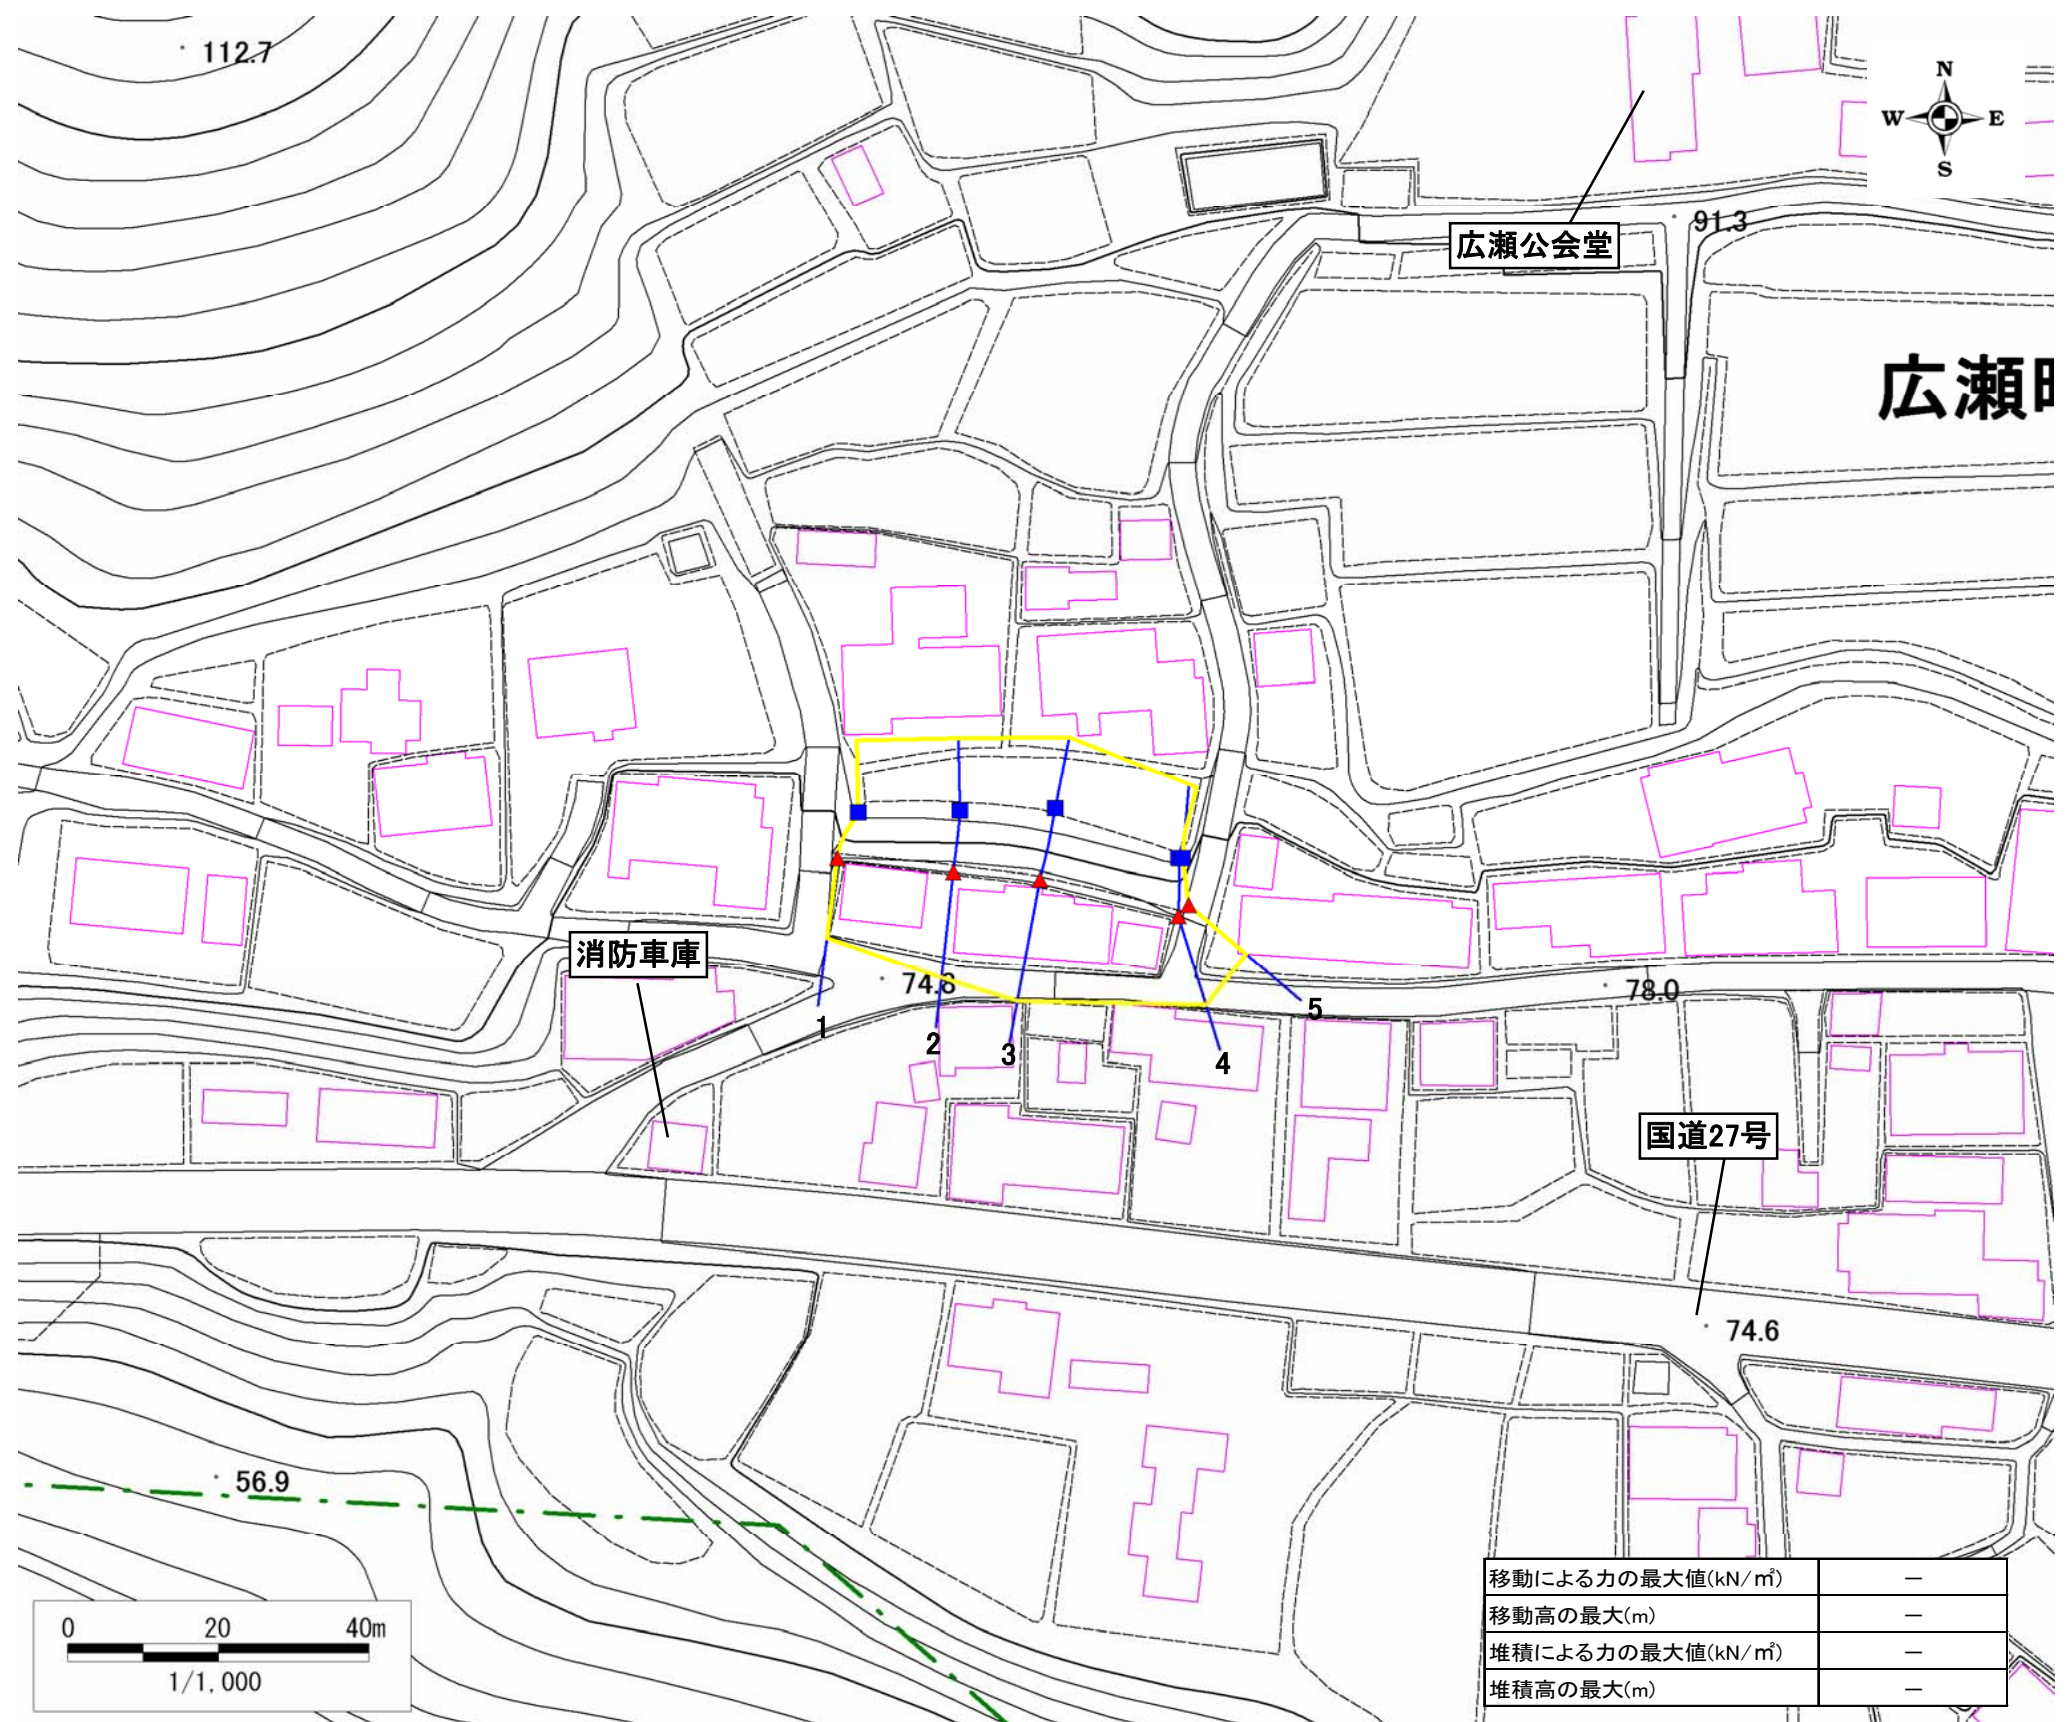 112.7
N
W E
S
91.3
広瀬公会堂
広瀬
消防車庫
74.8
78.0
1
2
3
4
5
国道27号
74.6
56.9
0 20 40m
1/1,000
移動による力の最大値(kN/㎡) －
移動高の最大(m) －
堆積による力の最大値(kN/㎡) －
堆積高の最大(m) －